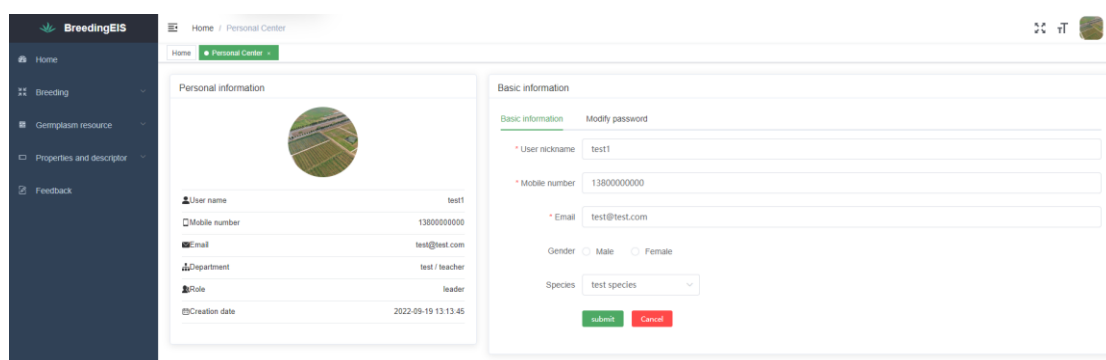 BreedingEIS
Home / Personal Center
Home
Personal Center ×
Home
Breeding
Germplasm resource
Properties and descriptor
Feedback
Personal information
User name test1
Mobile number 13800000000
Email test@test.com
Department test / teacher
Role leader
Creation date 2022-09-19 13:13:45
Basic information
Basic information Modify password
* User nickname test1
* Mobile number 13800000000
* Email test@test.com
Gender Male Female
Species test species
submit Cancel